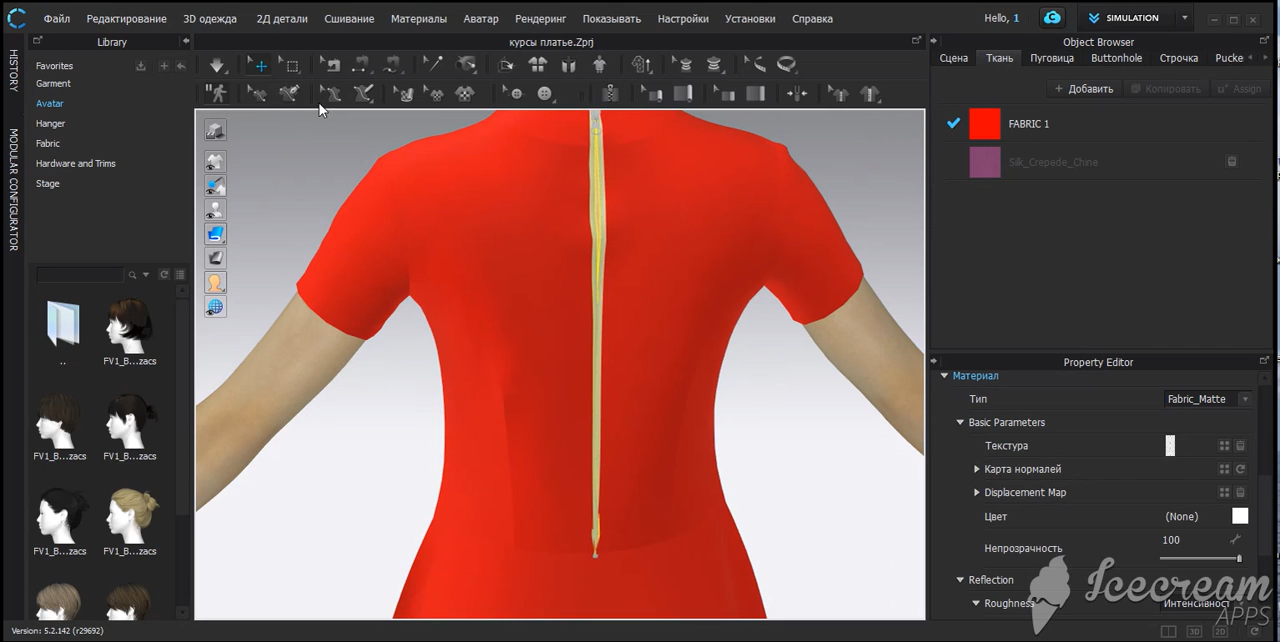 Файл Редактирование 3D одежда 2Д детали Сшивание Материалы Аватар Рендеринг Показывать Настройки Установки Справка Hello, 1 SIMULATION
HISTORY
MODULAR CONFIGURATOR
Library
курсы платье.Zprj
Object Browser
Favorites
Garment
Avatar
Hanger
Fabric
Hardware and Trims
Stage
..
FV1_B...zacs
FV1_B...zacs
FV1_B...zacs
FV1_B...zacs
FV1_B...zacs
Сцена Ткань Пуговица Buttonhole Строчка Pucke
+ Добавить Копировать Assign
FABRIC 1
Silk_Crepede_Chine
Property Editor
Материал
Тип Fabric_Matte
Basic Parameters
Текстура
Карта нормалей
Displacement Map
Цвет (None)
Непрозрачность 100
Reflection
Roughness Интенсивност
Icecream
APPS
Version: 5.2.142 (r29692)
3D 2D